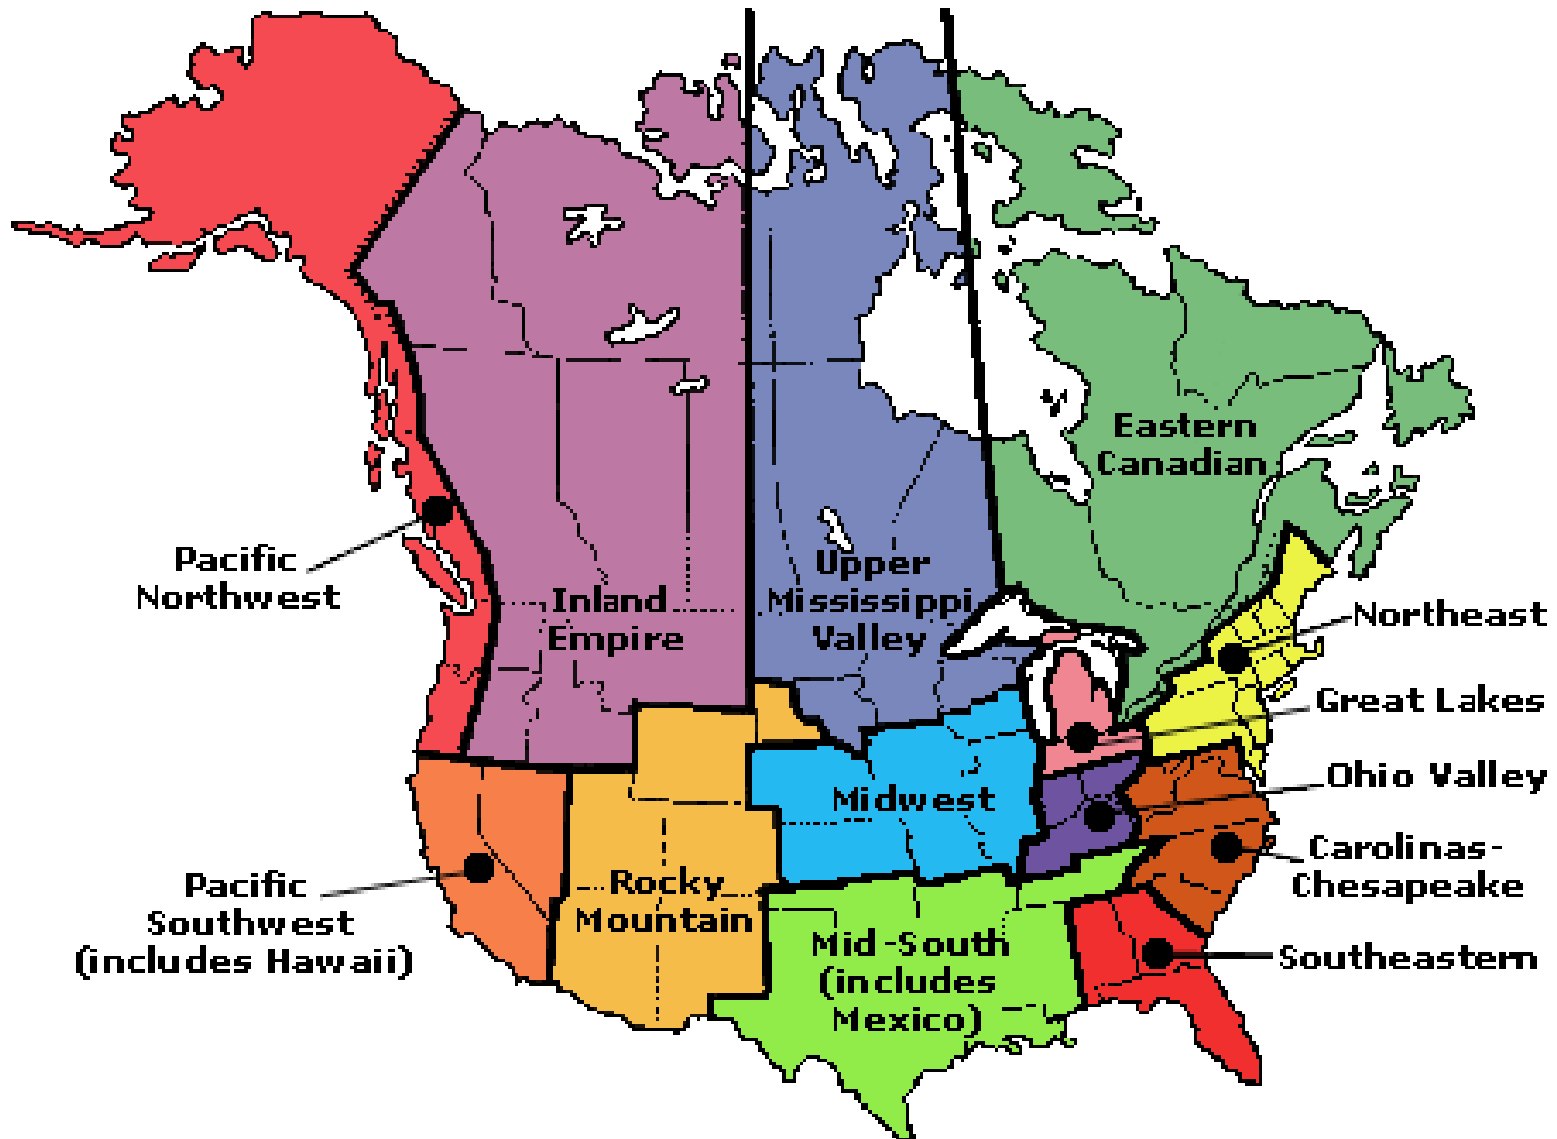 Eastern
Canadian
Pacific
Northwest
Inland
Empire
Upper
Mississippi
Valley
Northeast
Great Lakes
Ohio Valley
Midwest
Carolinas-
Chesapeake
Pacific
Southwest
(includes Hawaii)
Rocky
Mountain
Mid-South
(includes
Mexico)
Southeastern